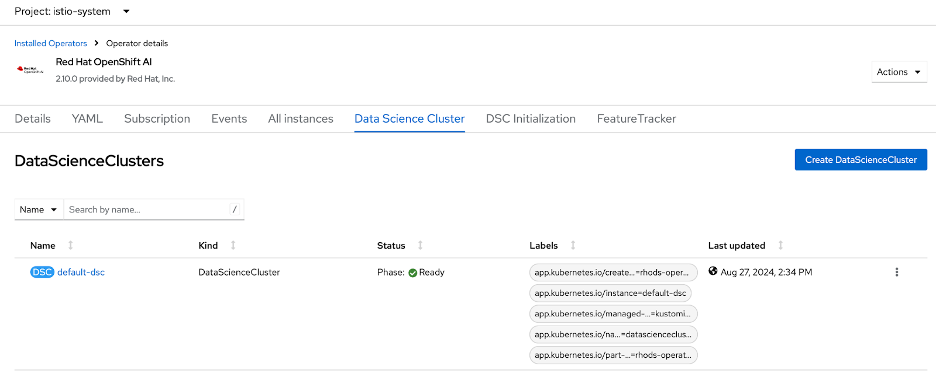 Project: istio-system
Installed Operators > Operator details
Red Hat OpenShift AI
Red Hat
OpenShift AI
2.10.0 provided by Red Hat, Inc.
Actions
Details YAML Subscription Events All instances Data Science Cluster DSC Initialization FeatureTracker
DataScienceClusters
Create DataScienceCluster
Name Search by name... /
Name Kind Status Labels Last updated
DSC default-dsc DataScienceCluster Phase: Ready app.kubernetes.io/create...=rhods-oper... Aug 27, 2024, 2:34 PM
app.kubernetes.io/instance=default-dsc
app.kubernetes.io/managed-...=kustomi...
app.kubernetes.io/na...=datascienceclus...
app.kubernetes.io/part-...=rhods-operat...